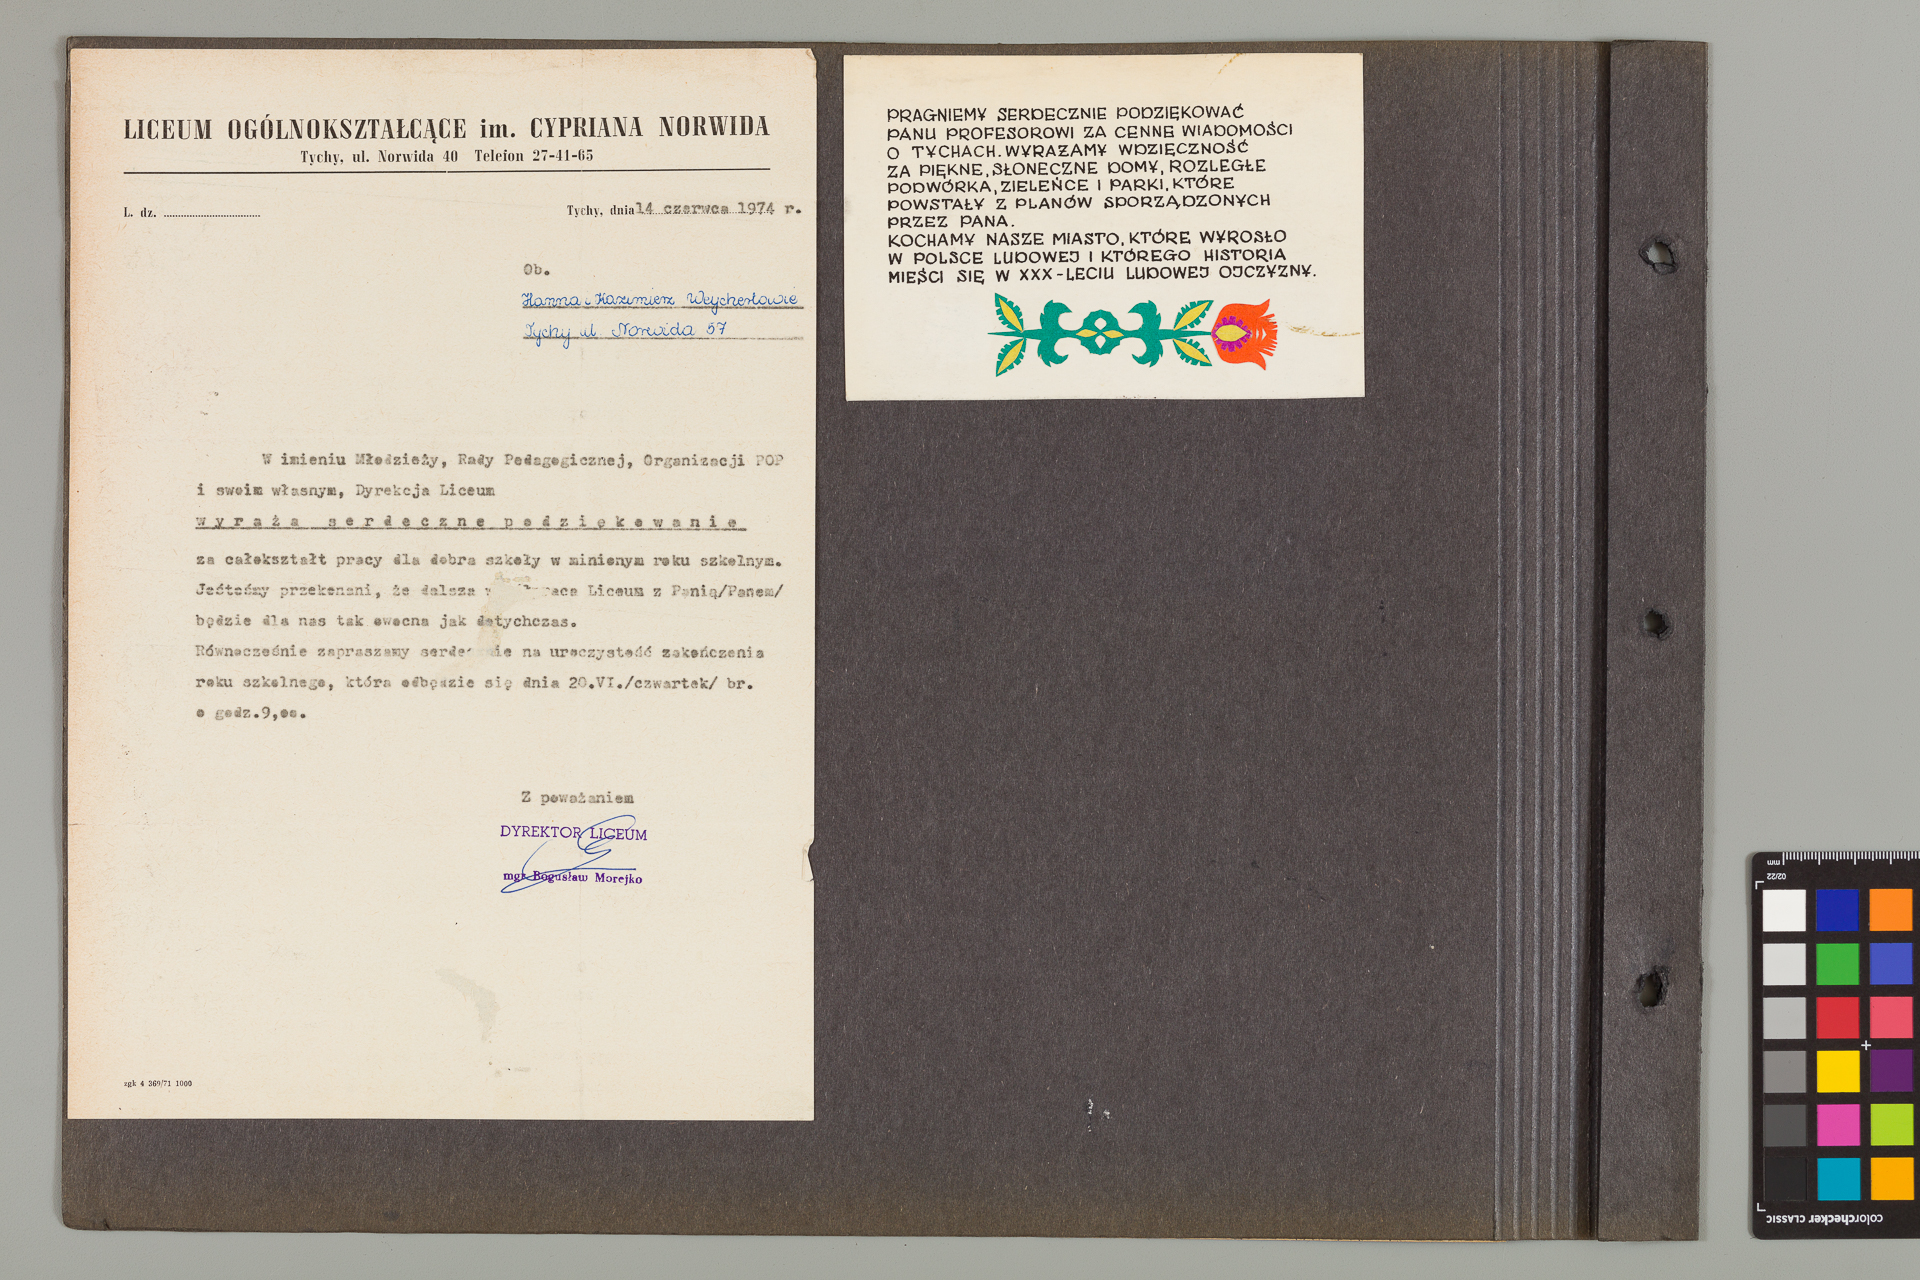 LICEUM OGÓLNOKSZTAŁCĄCE im. CYPRIANA NORWIDA
Tychy, ul. Norwida 40 Telefon 27-41-65
L. dz. ................................
Tychy, dnia 14 czerwca 1974 r.
Ob.
Hanna i Kazimierz Wejchertowie
Tychy ul. Norwida 57
W imieniu Młodzieży, Rady Pedagogicznej, Organizacji POP
i swoim własnym, Dyrekcja Liceum
wyraża serdeczne podziękowanie
za całokształt pracy dla dobra szkoły w minionym roku szkolnym.
Jesteśmy przekonani, że dalsza Liceum z Panią/Panem/
będzie dla nas tak owocna jak dotychczas.
Równocześnie zapraszamy na uroczystość zakończenia
roku szkolnego, która odbędzie się dnia 20.VI./czwartek/ br.
o godz.9,oo.
Z poważaniem
DYREKTOR LICEUM
mgr Bogusław Morejko
zgk 4 369/71 1000
PRAGNIEMY SERDECZNIE PODZIĘKOWAĆ
PANU PROFESOROWI ZA CENNE WIADOMOŚCI
O TYCHACH. WYRAŻAMY WDZIĘCZNOŚĆ
ZA PIĘKNE, SŁONECZNE DOMY, ROZLEGŁE
PODWÓRKA, ZIELEŃCE I PARKI, KTÓRE
POWSTAŁY Z PLANÓW SPORZĄDZONYCH
PRZEZ PANA.
KOCHAMY NASZE MIASTO, KTÓRE WYROSŁO
W POLSCE LUDOWEJ I KTÓREGO HISTORIA
MIEŚCI SIĘ W XXX-LECIU LUDOWEJ OJCZYZNY.
mm
02/22
colorchecker CLASSIC